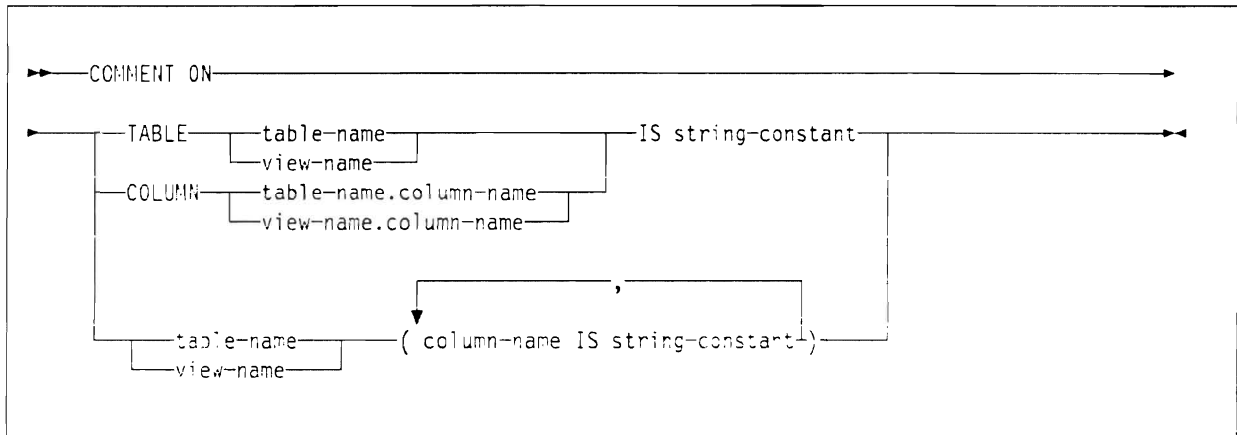 COMMENT ON
TABLE table-name IS string-constant
view-name
COLUMN table-name.column-name
view-name.column-name
,
table-name ( column-name IS string-constant )
view-name